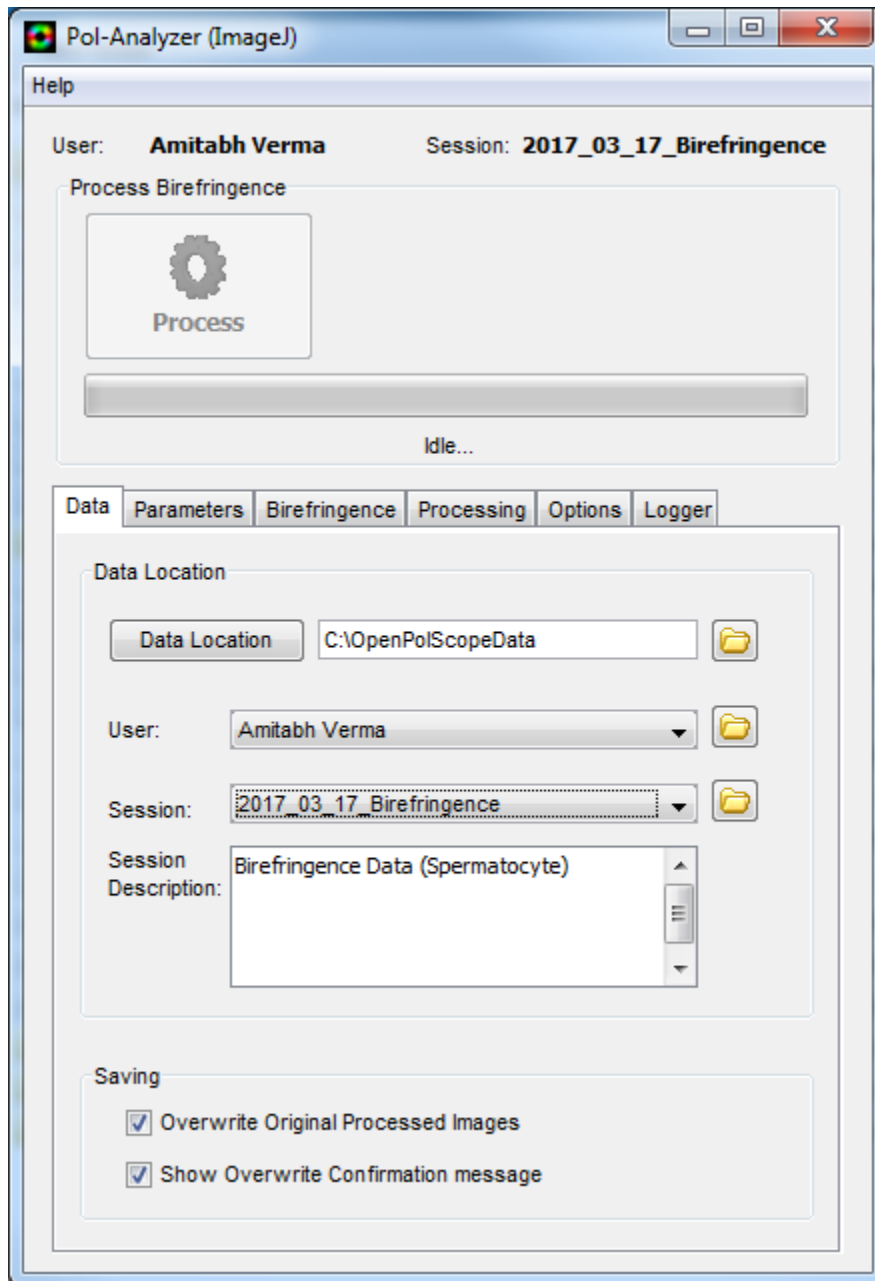 Pol-Analyzer (ImageJ)
Help
User: Amitabh Verma Session: 2017_03_17_Birefringence
Process Birefringence
Process
Idle...
Data Parameters Birefringence Processing Options Logger
Data Location
Data Location C:\OpenPolScopeData
User: Amitabh Verma
Session: 2017_03_17_Birefringence
Session
Description:
Birefringence Data (Spermatocyte)
Saving
Overwrite Original Processed Images
Show Overwrite Confirmation message